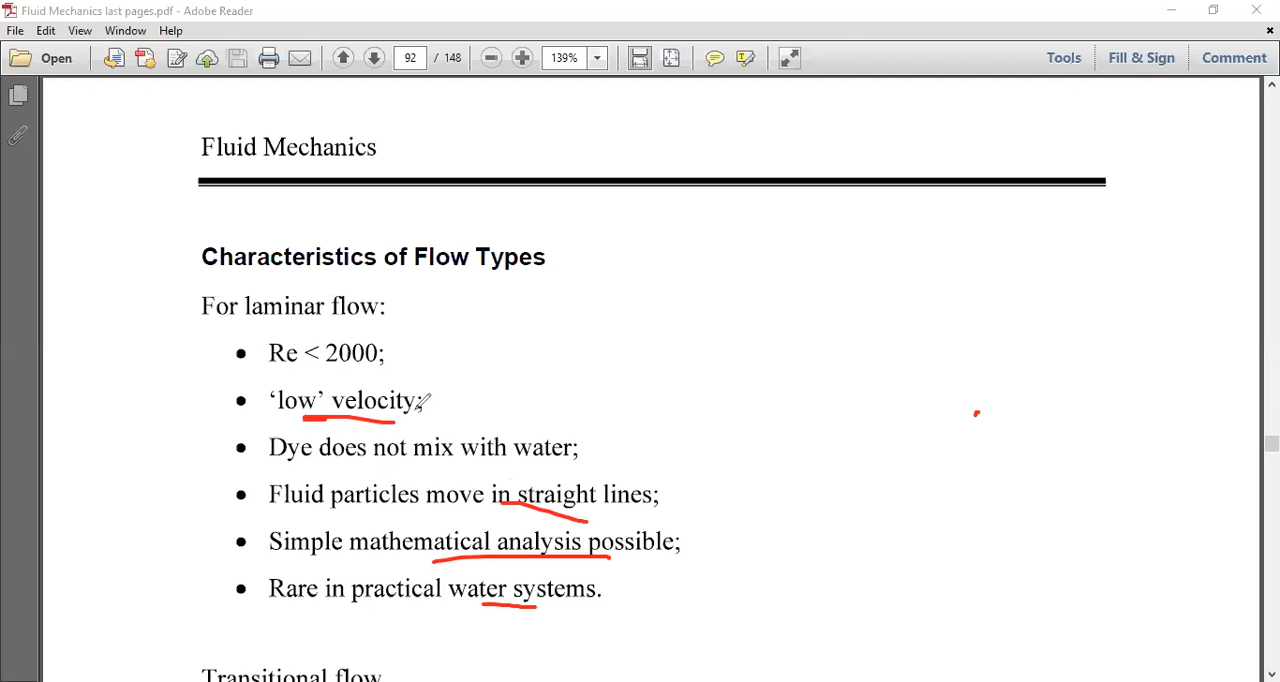 Fluid Mechanics last pages.pdf - Adobe Reader
File Edit View Window Help
Open 92 / 148 139% Tools Fill & Sign Comment
Fluid Mechanics
Characteristics of Flow Types
For laminar flow:
• Re < 2000;
• ‘low’ velocity;
• Dye does not mix with water;
• Fluid particles move in straight lines;
• Simple mathematical analysis possible;
• Rare in practical water systems.
Transitional flow